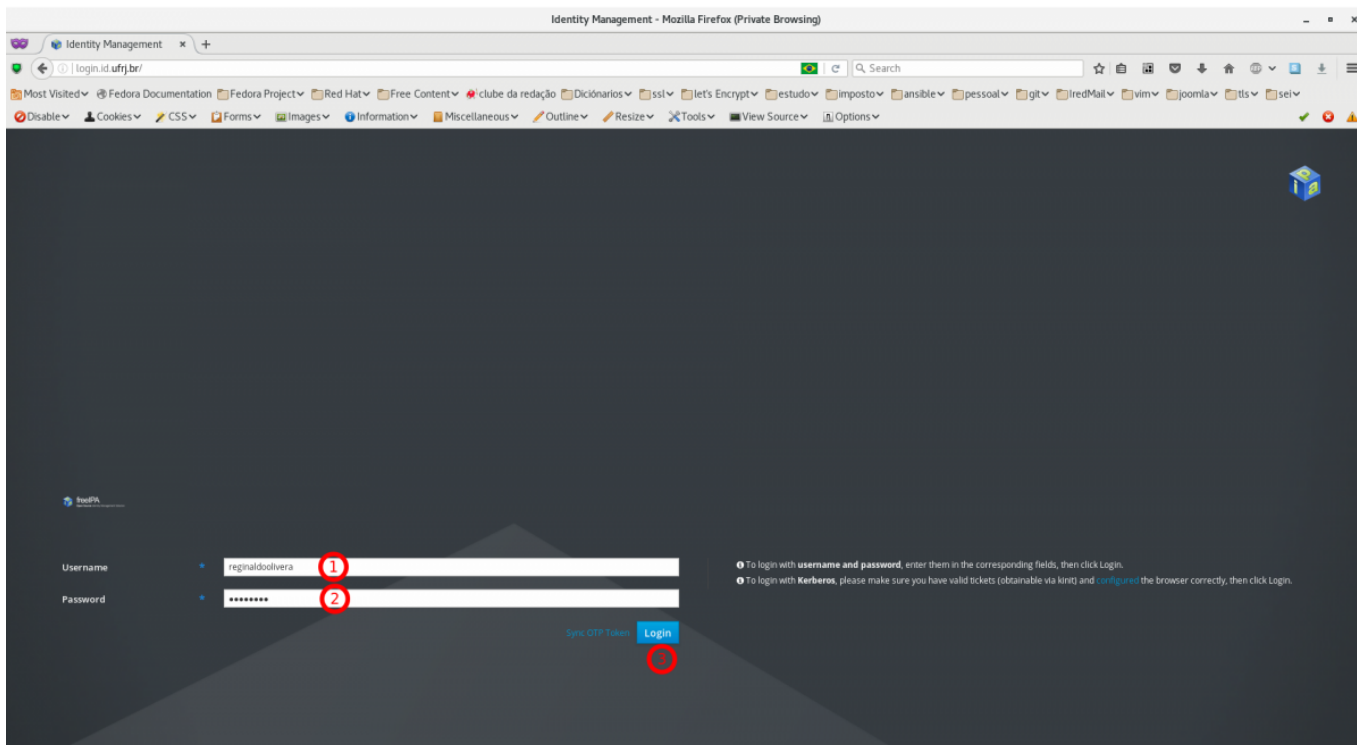 Identity Management - Mozilla Firefox (Private Browsing)
Identity Management
login.id.ufrj.br/
Search
Most Visited Fedora Documentation Fedora Project Red Hat Free Content clube da redação Diciónarios ssl let's Encrypt estudo imposto ansible pessoal git IredMail vim joomla tls sei
Disable Cookies CSS Forms Images Information Miscellaneous Outline Resize Tools View Source Options
freeIPA
Username * reginaldoolivera 1
To login with username and password, enter them in the corresponding fields, then click Login.
To login with Kerberos, please make sure you have valid tickets (obtainable via kinit) and configured the browser correctly, then click Login.
Password * •••••••• 2
Sync OTP Token Login
3